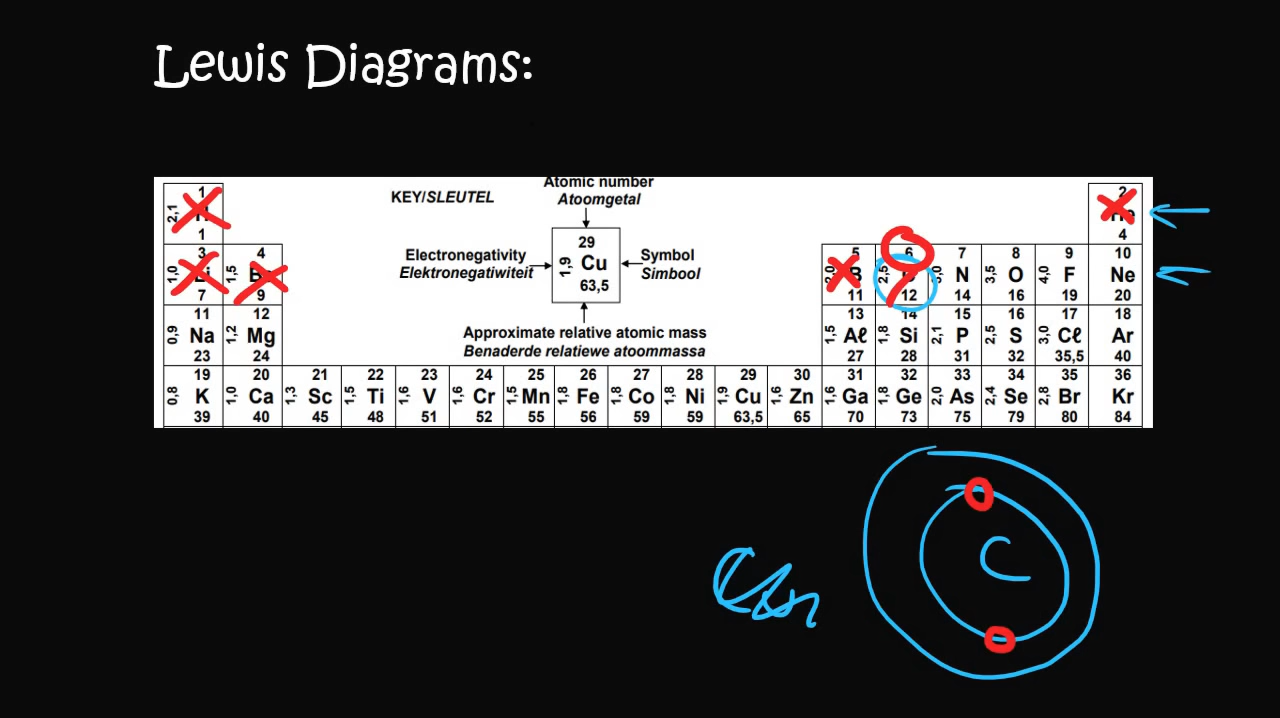 Lewis Diagrams:
Atomic number
Atoomgetal
KEY/SLEUTEL
Electronegativity
Elektronegatiwiteit
29
1,9 Cu
63,5
Symbol
Simbool
Approximate relative atomic mass
Benaderde relatiewe atoommassa
1 2
2,1 H He
1 4
3 4 5 6 7 8 9 10
1,0 Li 1,5 Be 2,0 B 2,5 3,0 N 3,5 O 4,0 F Ne
7 9 11 12 14 16 19 20
11 12 13 14 15 16 17 18
0,9 Na 1,2 Mg 1,5 Aℓ 1,8 Si 2,1 P 2,5 S 3,0 Cℓ Ar
23 24 27 28 31 32 35,5 40
19 20 21 22 23 24 25 26 27 28 29 30 31 32 33 34 35 36
0,8 K 1,0 Ca 1,3 Sc 1,5 Ti 1,6 V 1,6 Cr 1,5 Mn 1,8 Fe 1,8 Co 1,8 Ni 1,9 Cu 1,6 Zn 1,6 Ga 1,8 Ge 2,0 As 2,4 Se 2,8 Br Kr
39 40 45 48 51 52 55 56 59 59 63,5 65 70 73 75 79 80 84
C